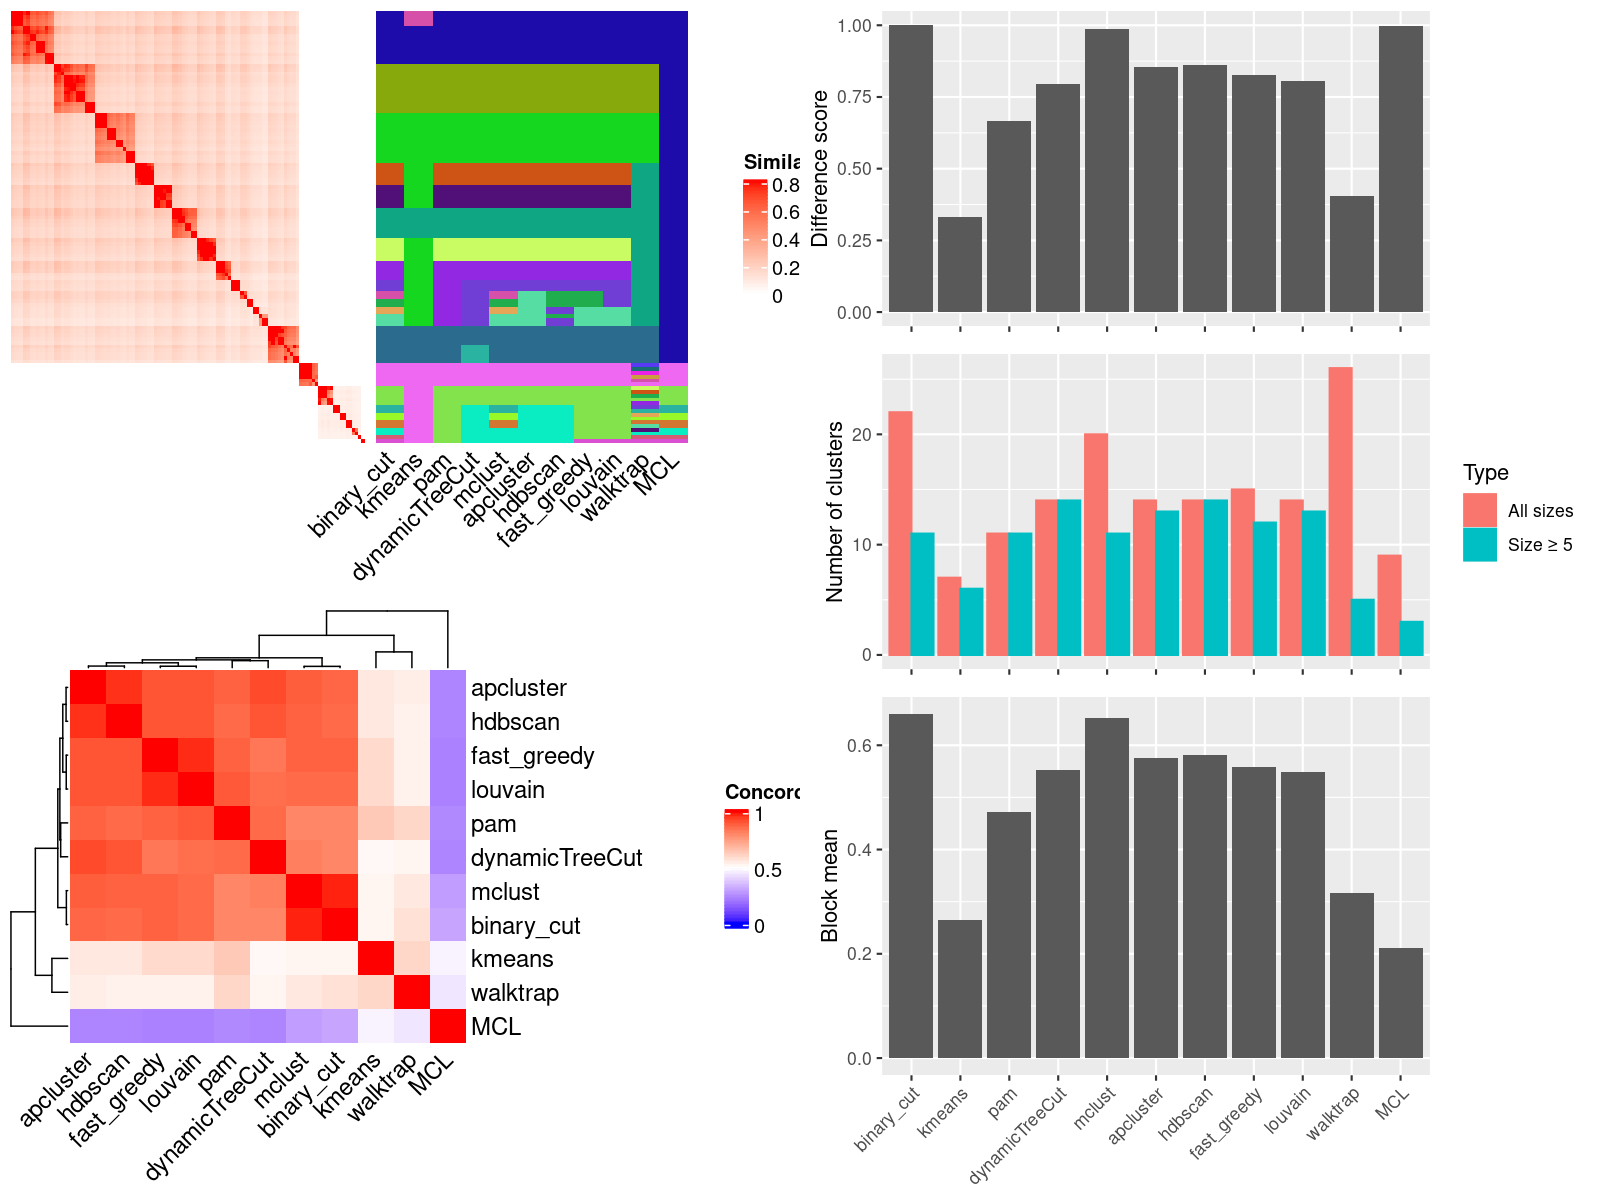 Simila
0.8
0.6
0.4
0.2
0
binary_cut
kmeans
pam
dynamicTreeCut
mclust
apcluster
hdbscan
fast_greedy
louvain
walktrap
MCL
apcluster
hdbscan
fast_greedy
louvain
pam
dynamicTreeCut
mclust
binary_cut
kmeans
walktrap
MCL
Concord
1
0.5
0
apcluster
hdbscan
fast_greedy
louvain
pam
dynamicTreeCut
mclust
binary_cut
kmeans
walktrap
MCL
Difference score
1.00
0.75
0.50
0.25
0.00
Number of clusters
20
10
0
Type
All sizes
Size ≥ 5
Block mean
0.6
0.4
0.2
0.0
binary_cut
kmeans
pam
dynamicTreeCut
mclust
apcluster
hdbscan
fast_greedy
louvain
walktrap
MCL